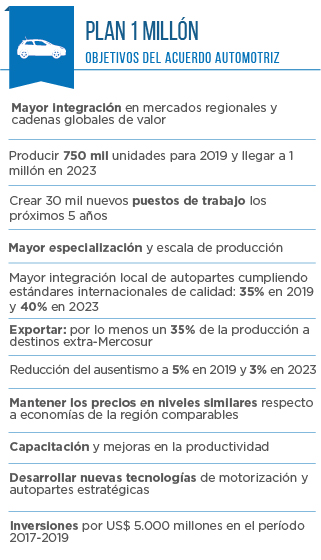 PLAN 1 MILLÓN
OBJETIVOS DEL ACUERDO AUTOMOTRIZ
Mayor integración en mercados regionales y
cadenas globales de valor
Producir 750 mil unidades para 2019 y llegar a 1
millón en 2023
Crear 30 mil nuevos puestos de trabajo los
próximos 5 años
Mayor especialización y escala de producción
Mayor integración local de autopartes cumpliendo
estándares internacionales de calidad: 35% en 2019
y 40% en 2023
Exportar: por lo menos un 35% de la producción a
destinos extra-Mercosur
Reducción del ausentismo a 5% en 2019 y 3% en 2023
Mantener los precios en niveles similares respecto
a economías de la región comparables
Capacitación y mejoras en la productividad
Desarrollar nuevas tecnologías de motorización y
autopartes estratégicas
Inversiones por US$ 5.000 millones en el período
2017-2019